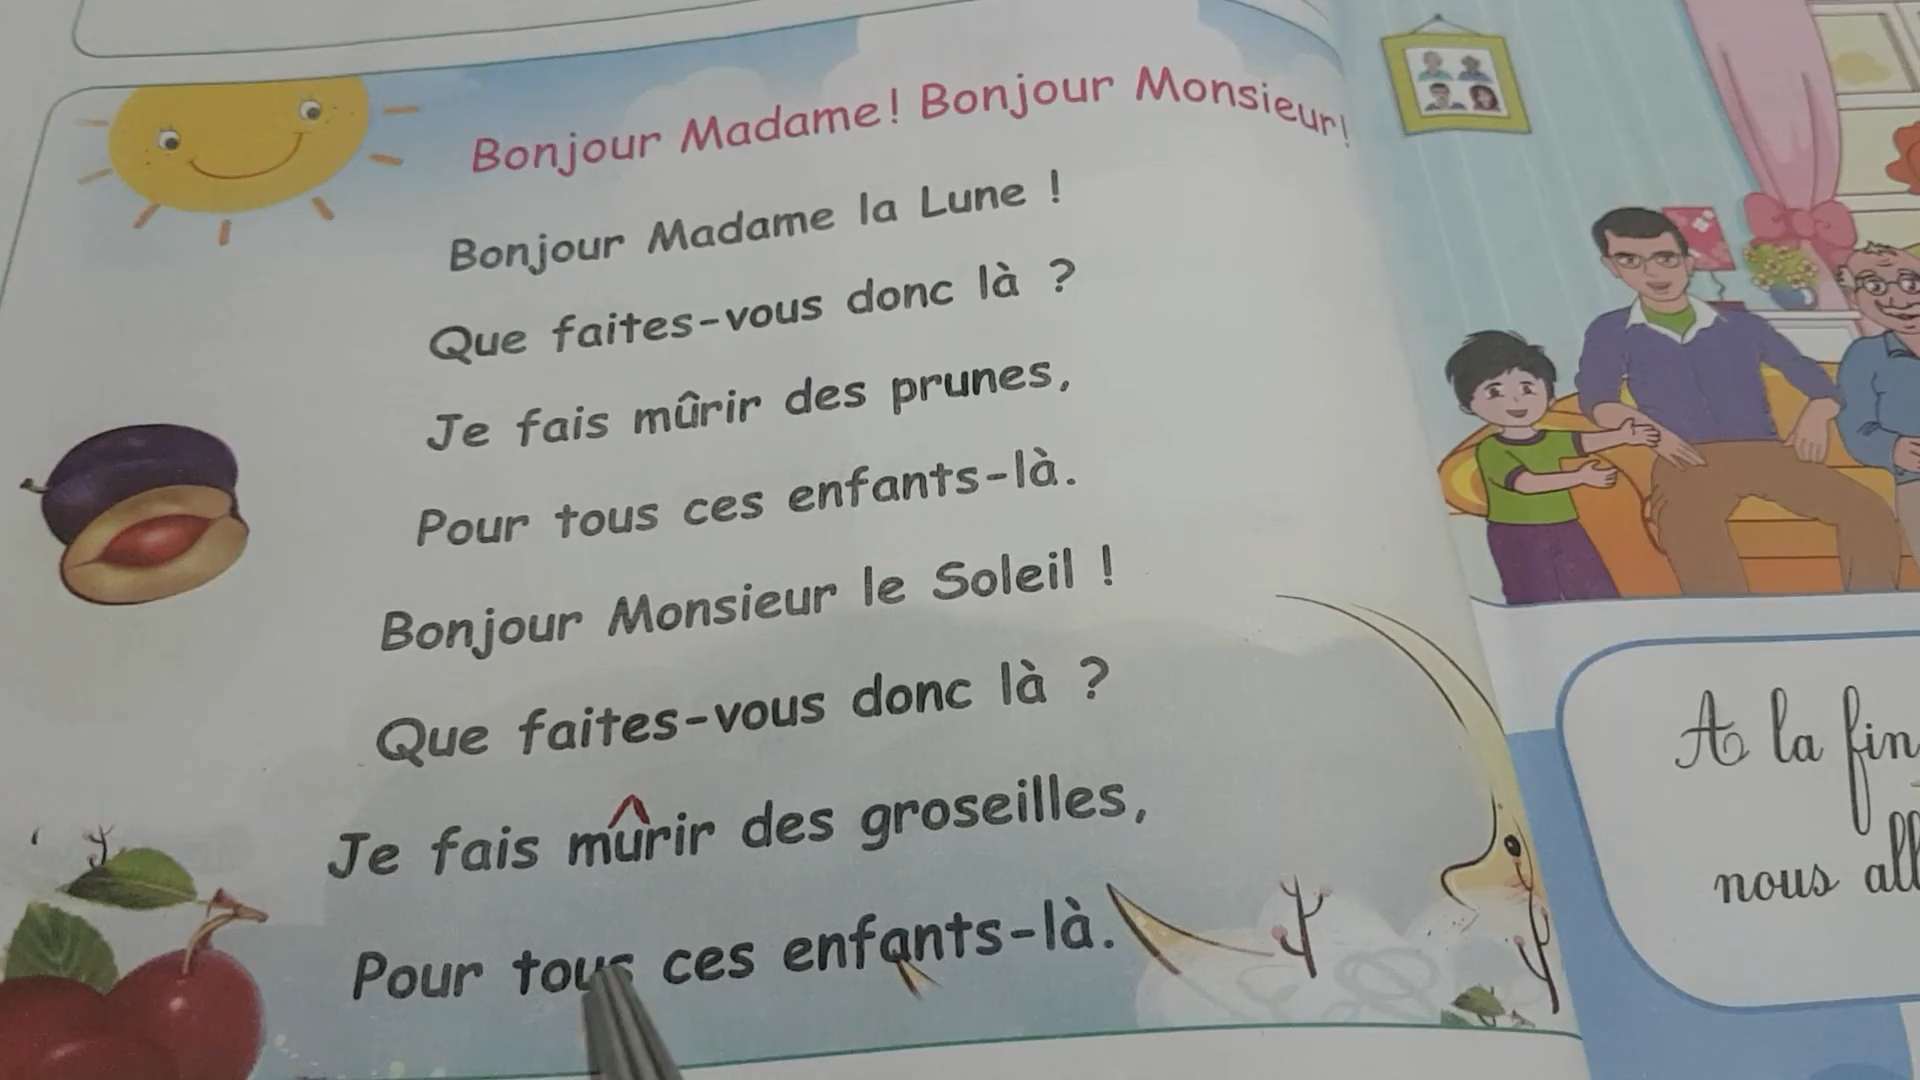 Bonjour Madame! Bonjour Monsieur!
Bonjour Madame la Lune !
Que faites-vous donc là ?
Je fais mûrir des prunes,
Pour tous ces enfants-là.
Bonjour Monsieur le Soleil !
Que faites-vous donc là ?
Je fais mûrir des groseilles,
Pour tous ces enfants-là.
A la fin
nous all